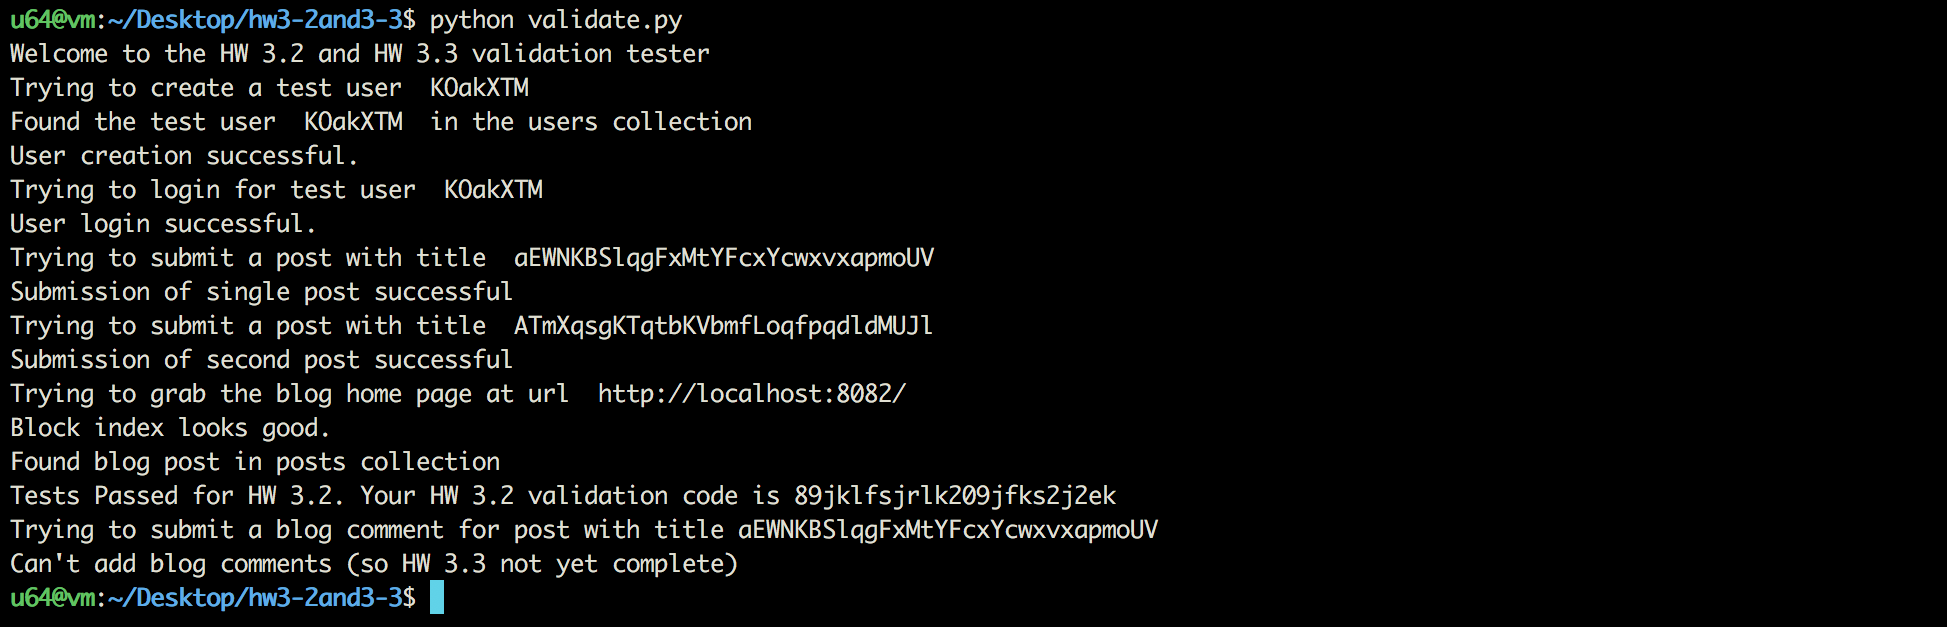 u64@vm:~/Desktop/hw3-2and3-3$ python validate.py
Welcome to the HW 3.2 and HW 3.3 validation tester
Trying to create a test user  KOakXTM
Found the test user  KOakXTM  in the users collection
User creation successful.
Trying to login for test user  KOakXTM
User login successful.
Trying to submit a post with title  aEWNKBSlqgFxMtYFcxYcwxvxapmoUV
Submission of single post successful
Trying to submit a post with title  ATmXqsgKTqtbKVbmfLoqfpqdldMUJl
Submission of second post successful
Trying to grab the blog home page at url  http://localhost:8082/
Block index looks good.
Found blog post in posts collection
Tests Passed for HW 3.2. Your HW 3.2 validation code is 89jklfsjrlk209jfks2j2ek
Trying to submit a blog comment for post with title aEWNKBSlqgFxMtYFcxYcwxvxapmoUV
Can't add blog comments (so HW 3.3 not yet complete)
u64@vm:~/Desktop/hw3-2and3-3$